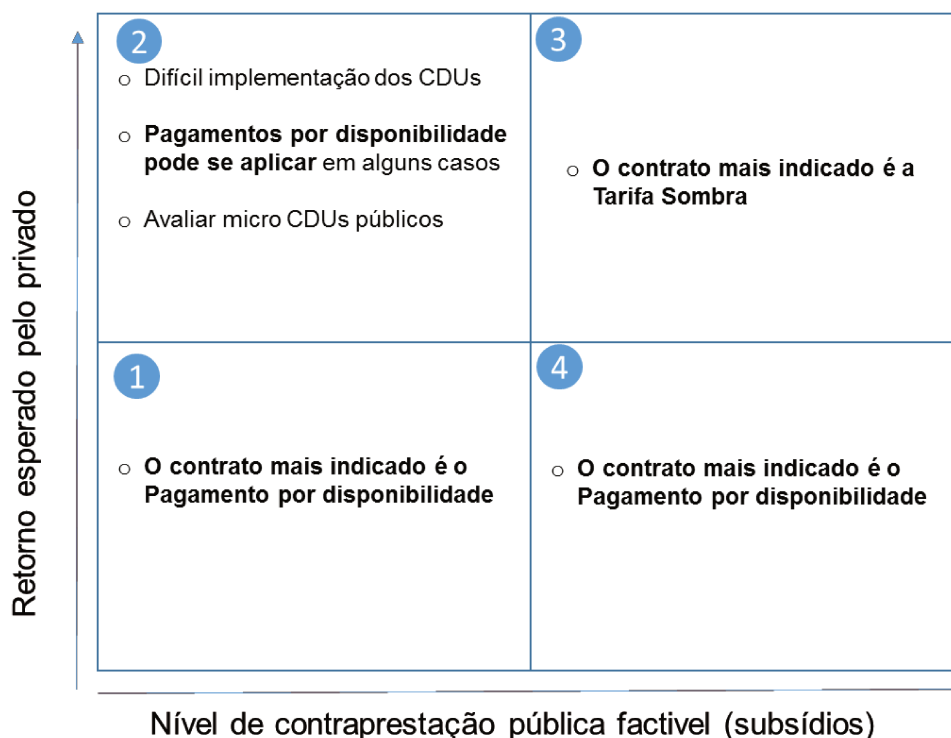 Retorno esperado pelo privado
2
o Difícil implementação dos CDUs
o Pagamentos por disponibilidade
pode se aplicar em alguns casos
o Avaliar micro CDUs públicos
3
o O contrato mais indicado é a
Tarifa Sombra
1
o O contrato mais indicado é o
Pagamento por disponibilidade
4
o O contrato mais indicado é o
Pagamento por disponibilidade
Nível de contraprestação pública factivel (subsídios)